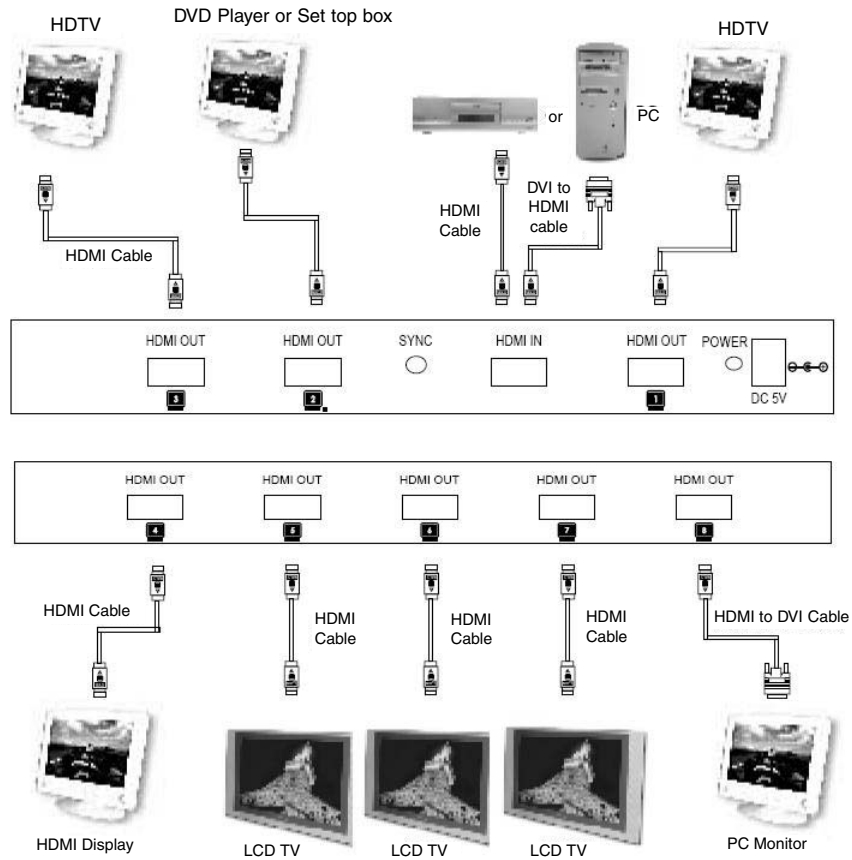 HDTV
DVD Player or Set top box
HDTV
or
PC
HDMI Cable
HDMI
Cable
DVI to
HDMI
cable
HDMI OUT
HDMI OUT
SYNC
HDMI IN
HDMI OUT
POWER
3
2
1
DC 5V
HDMI OUT
HDMI OUT
HDMI OUT
HDMI OUT
HDMI OUT
4
5
6
7
8
HDMI Cable
HDMI
Cable
HDMI
Cable
HDMI
Cable
HDMI to DVI Cable
HDMI Display
LCD TV
LCD TV
LCD TV
PC Monitor